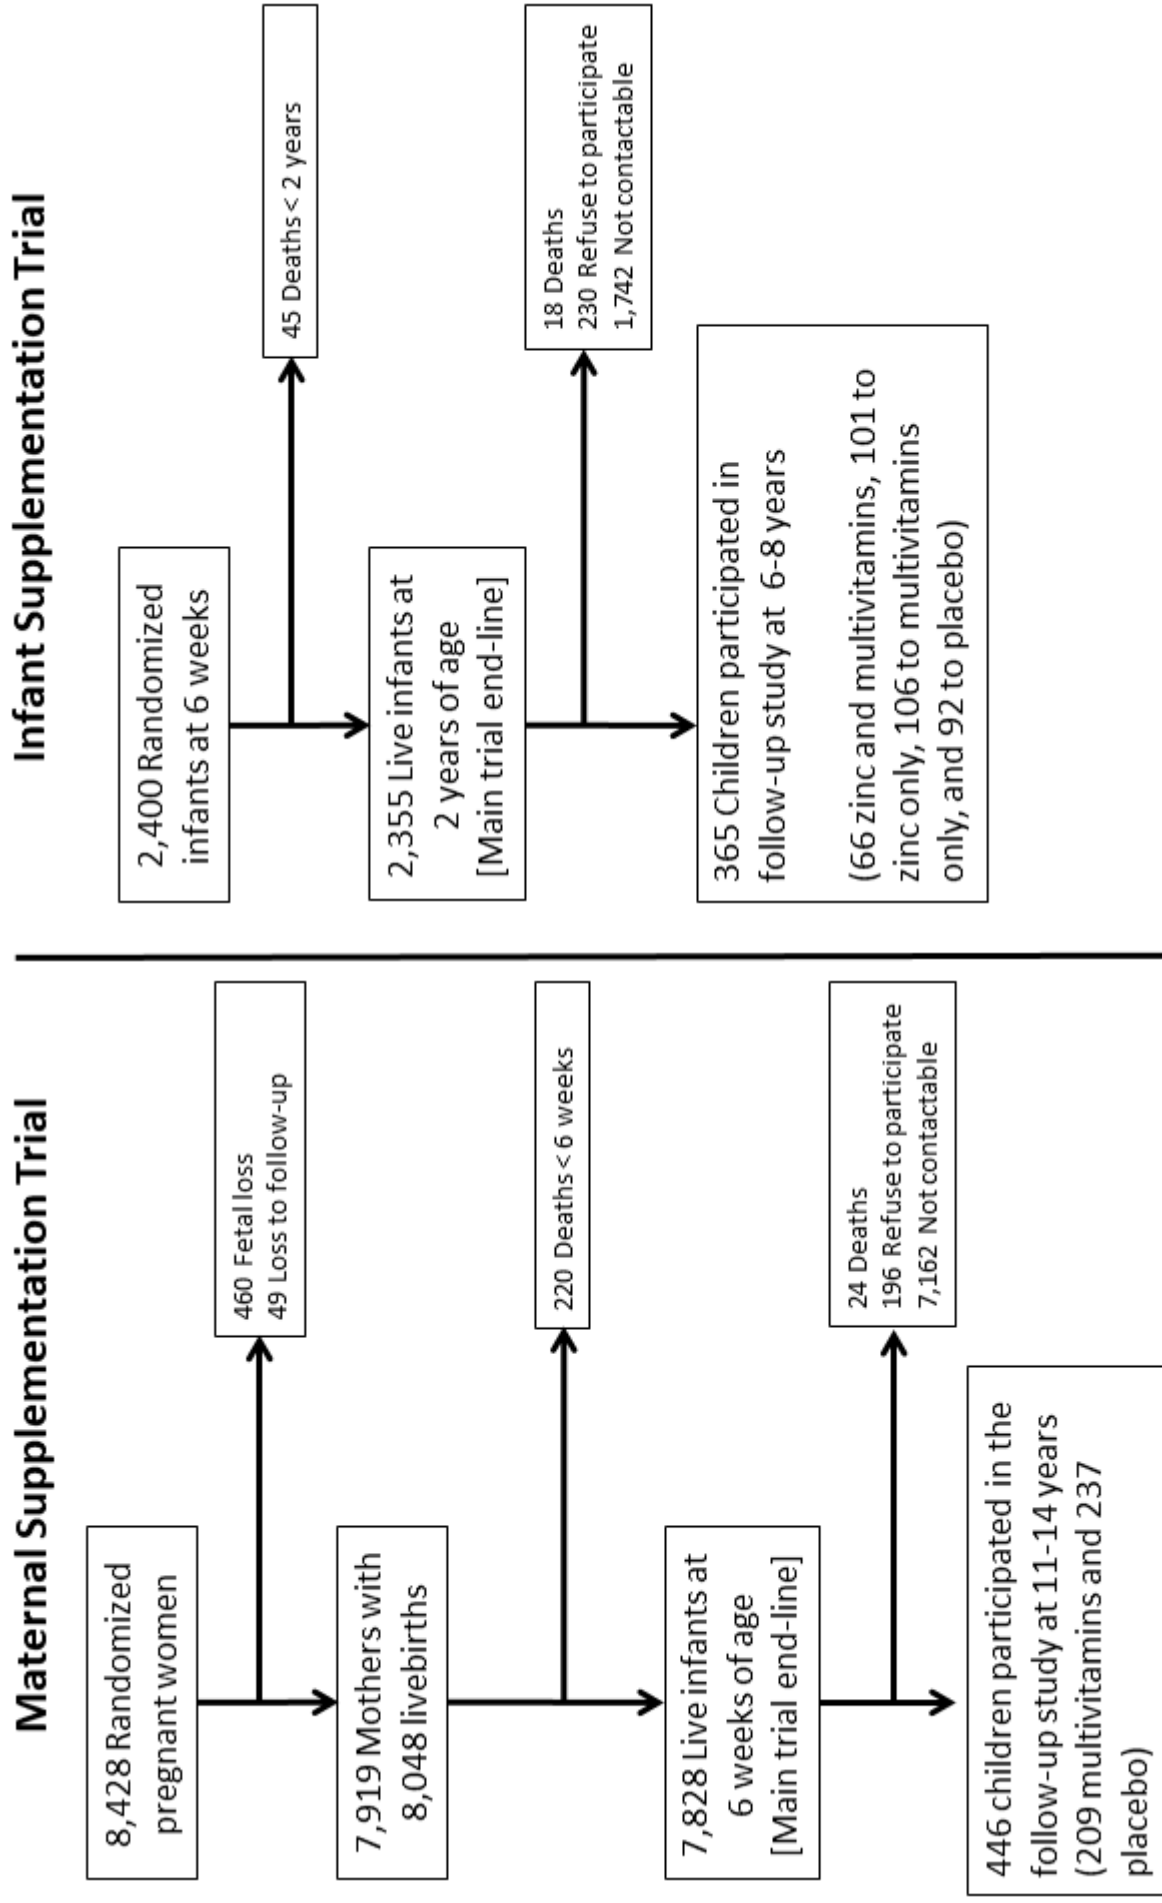 Maternal Supplementation Trial
8,428 Randomized
pregnant women
460 Fetal loss
49 Loss to follow-up
7,919 Mothers with
8,048 livebirths
220 Deaths < 6 weeks
7,828 Live infants at
6 weeks of age
[Main trial end-line]
24 Deaths
196 Refuse to participate
7,162 Not contactable
446 children participated in the
follow-up study at 11-14 years
(209 multivitamins and 237
placebo)
Infant Supplementation Trial
2,400 Randomized
infants at 6 weeks
45 Deaths < 2 years
2,355 Live infants at
2 years of age
[Main trial end-line]
18 Deaths
230 Refuse to participate
1,742 Not contactable
365 Children participated in
follow-up study at 6-8 years
(66 zinc and multivitamins, 101 to
zinc only, 106 to multivitamins
only, and 92 to placebo)